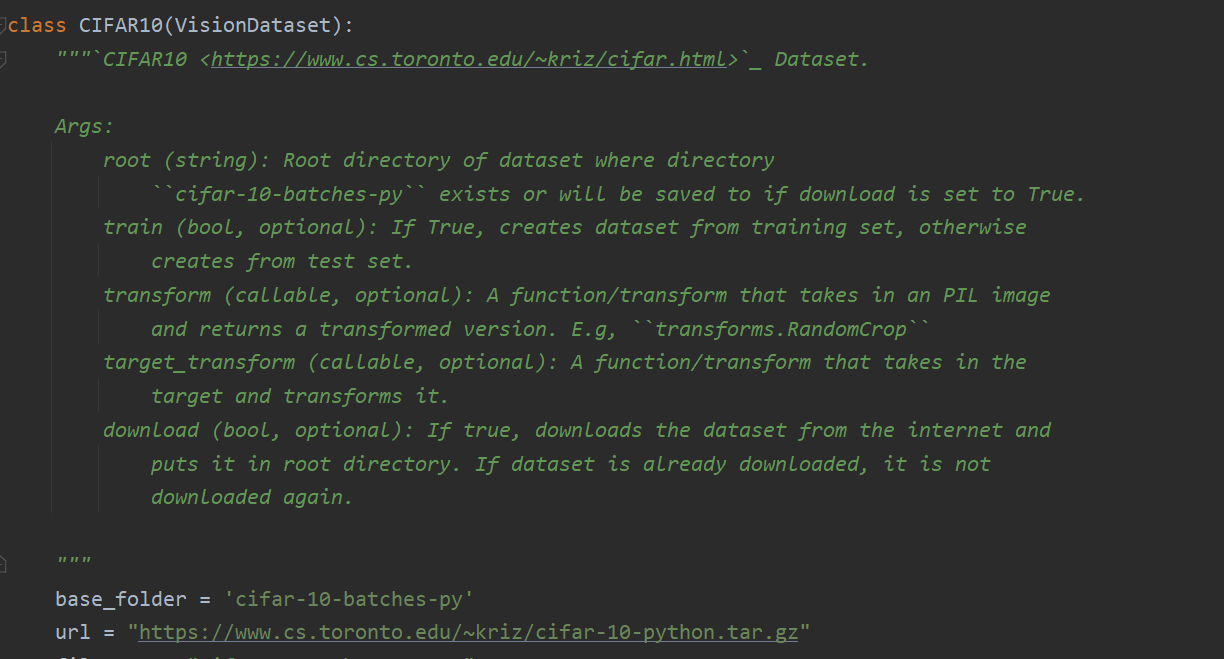 class CIFAR10(VisionDataset):
"""`CIFAR10 <https://www.cs.toronto.edu/~kriz/cifar.html>`_ Dataset.
Args:
root (string): Root directory of dataset where directory
``cifar-10-batches-py`` exists or will be saved to if download is set to True.
train (bool, optional): If True, creates dataset from training set, otherwise
creates from test set.
transform (callable, optional): A function/transform that takes in an PIL image
and returns a transformed version. E.g, ``transforms.RandomCrop``
target_transform (callable, optional): A function/transform that takes in the
target and transforms it.
download (bool, optional): If true, downloads the dataset from the internet and
puts it in root directory. If dataset is already downloaded, it is not
downloaded again.
"""
base_folder = 'cifar-10-batches-py'
url = "https://www.cs.toronto.edu/~kriz/cifar-10-python.tar.gz"